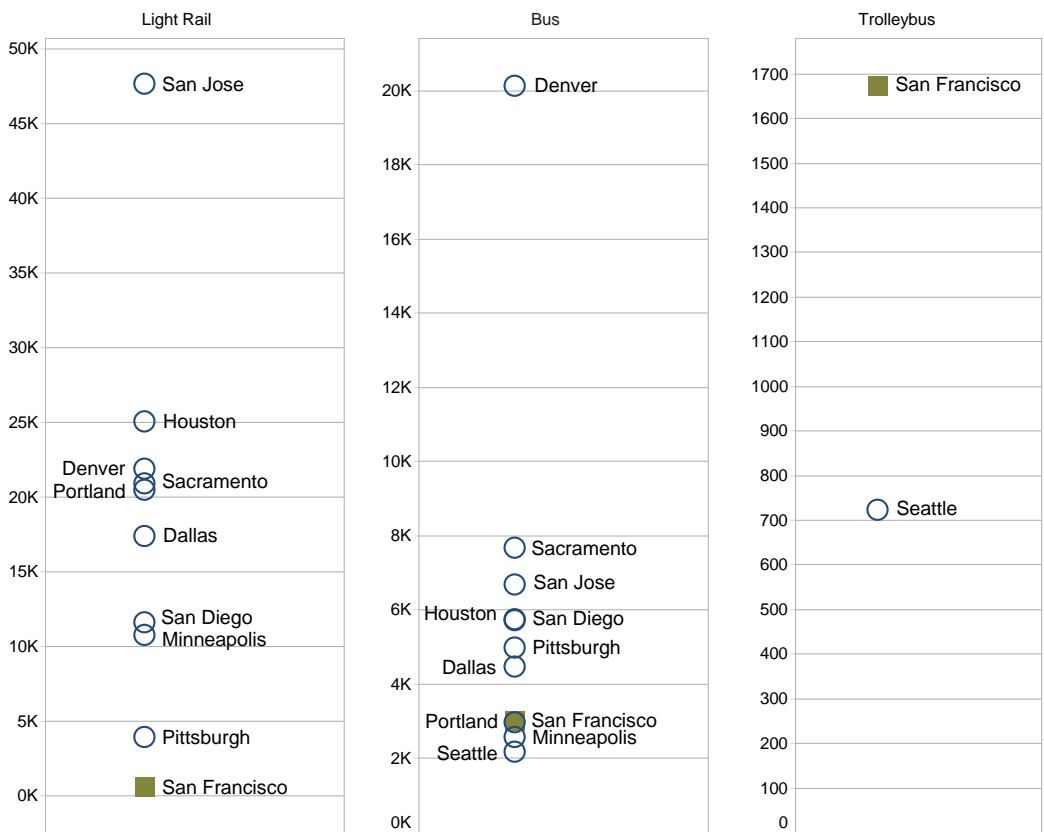 Light Rail
50K
San Jose
45K
40K
35K
30K
25K
Houston
Denver
Sacramento
Portland
20K
Dallas
15K
San Diego
Minneapolis
10K
5K
Pittsburgh
San Francisco
0K
Bus
Denver
20K
18K
16K
14K
12K
10K
8K
Sacramento
San Jose
6K
Houston
San Diego
Pittsburgh
Dallas
4K
Portland
San Francisco
Minneapolis
Seattle
2K
0K
Trolleybus
1700
San Francisco
1600
1500
1400
1300
1200
1100
1000
900
800
Seattle
700
600
500
400
300
200
100
0